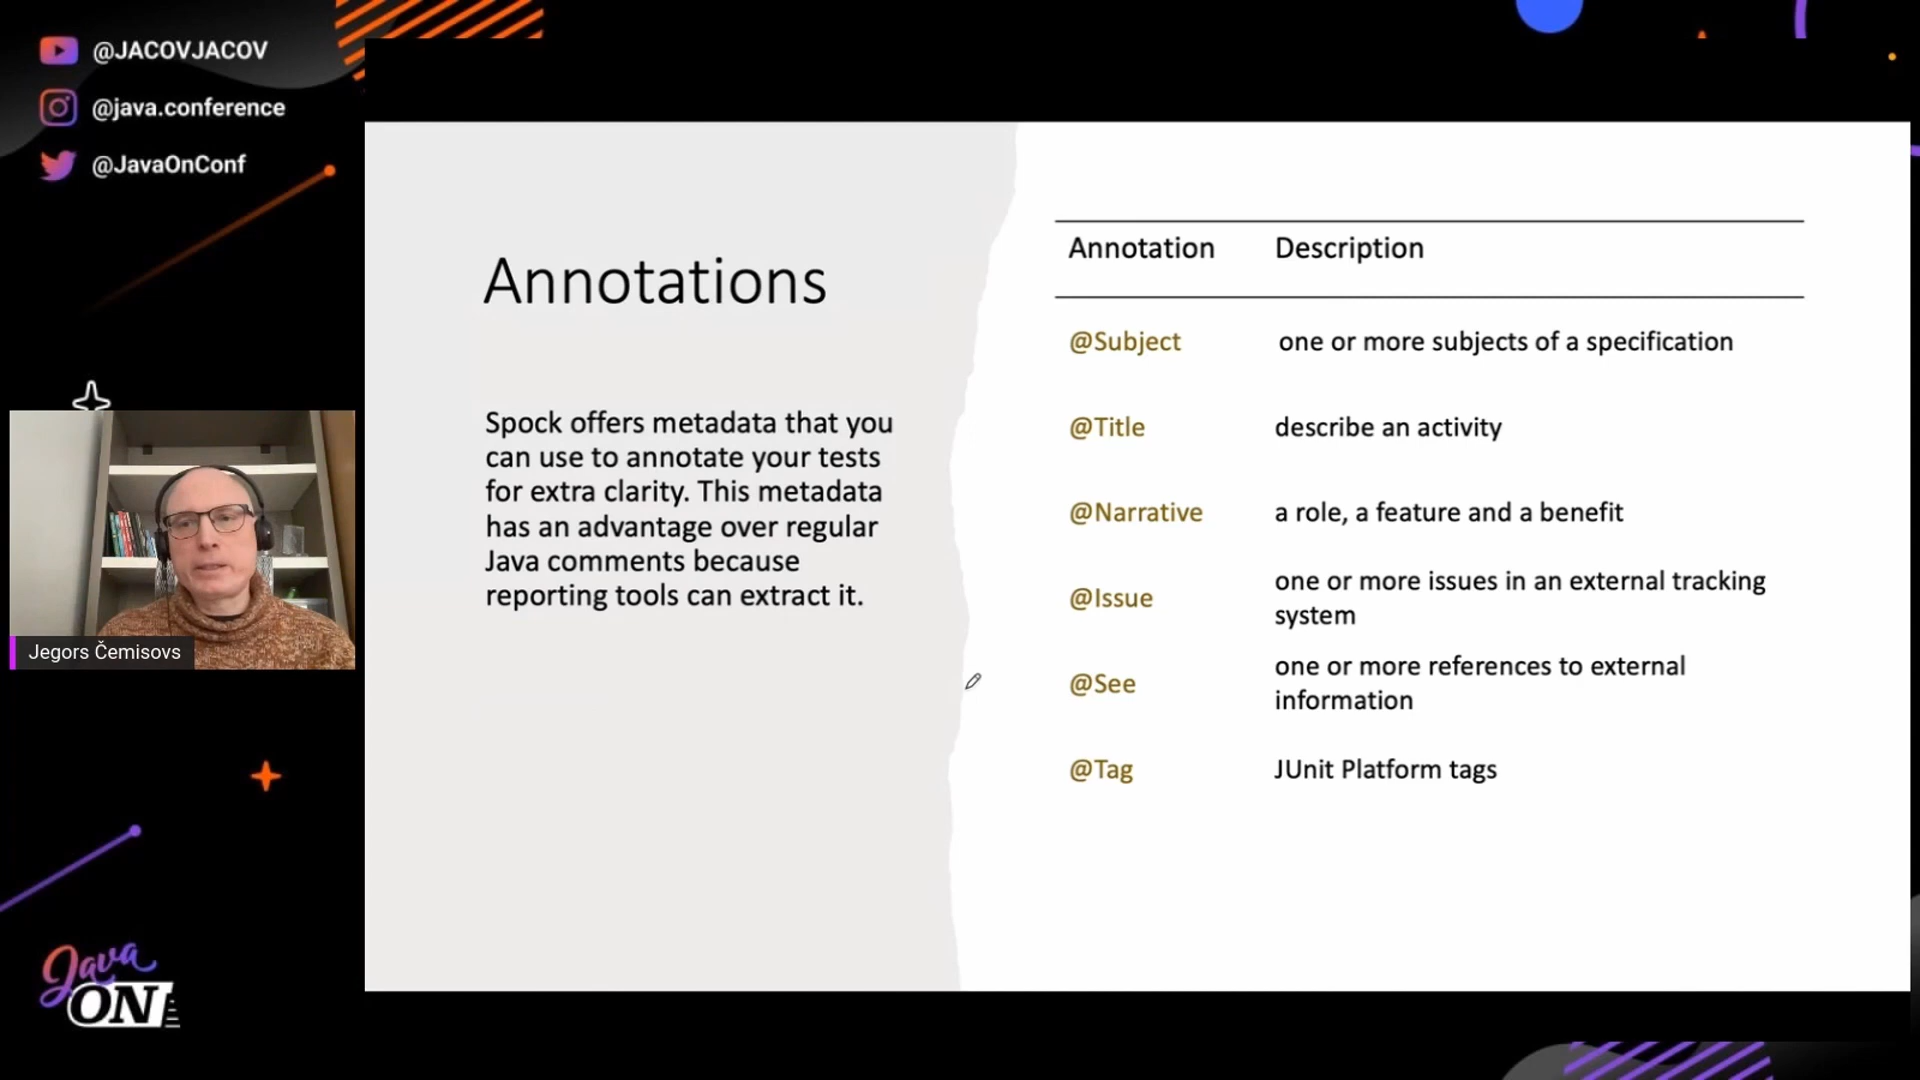 @JACOVJACOV
@java.conference
@JavaOnConf
Annotations
Spock offers metadata that you
can use to annotate your tests
for extra clarity. This metadata
has an advantage over regular
Java comments because
reporting tools can extract it.
Annotation Description
@Subject one or more subjects of a specification
@Title describe an activity
@Narrative a role, a feature and a benefit
@Issue one or more issues in an external tracking
system
@See one or more references to external
information
@Tag JUnit Platform tags
Jegors Čemisovs
Java
ON